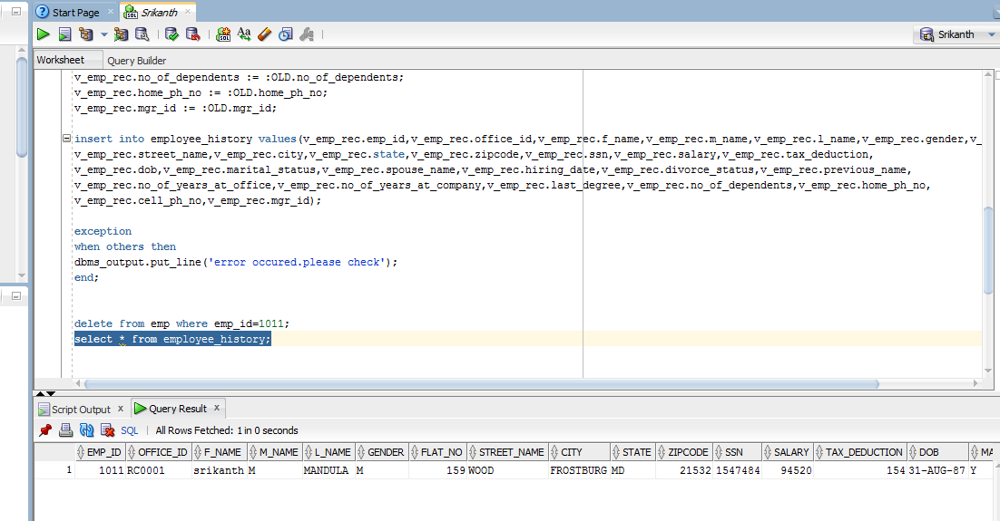 Start Page
Srikanth
Srikanth
Worksheet Query Builder
v_emp_rec.no_of_dependents := :OLD.no_of_dependents;
v_emp_rec.home_ph_no := :OLD.home_ph_no;
v_emp_rec.mgr_id := :OLD.mgr_id;
insert into employee_history values(v_emp_rec.emp_id,v_emp_rec.office_id,v_emp_rec.f_name,v_emp_rec.m_name,v_emp_rec.l_name,v_emp_rec.gender,v_
v_emp_rec.street_name,v_emp_rec.city,v_emp_rec.state,v_emp_rec.zipcode,v_emp_rec.ssn,v_emp_rec.salary,v_emp_rec.tax_deduction,
v_emp_rec.dob,v_emp_rec.marital_status,v_emp_rec.spouse_name,v_emp_rec.hiring_date,v_emp_rec.divorce_status,v_emp_rec.previous_name,
v_emp_rec.no_of_years_at_office,v_emp_rec.no_of_years_at_company,v_emp_rec.last_degree,v_emp_rec.no_of_dependents,v_emp_rec.home_ph_no,
v_emp_rec.cell_ph_no,v_emp_rec.mgr_id);
exception
when others then
dbms_output.put_line('error occured.please check');
end;
delete from emp where emp_id=1011;
select * from employee_history;
Script Output x Query Result x
SQL | All Rows Fetched: 1 in 0 seconds
EMP_ID OFFICE_ID F_NAME M_NAME L_NAME GENDER FLAT_NO STREET_NAME CITY STATE ZIPCODE SSN SALARY TAX_DEDUCTION DOB MA
1 1011 RC0001 srikanth M MANDULA M 159 WOOD FROSTBURG MD 21532 1547484 94520 154 31-AUG-87 Y